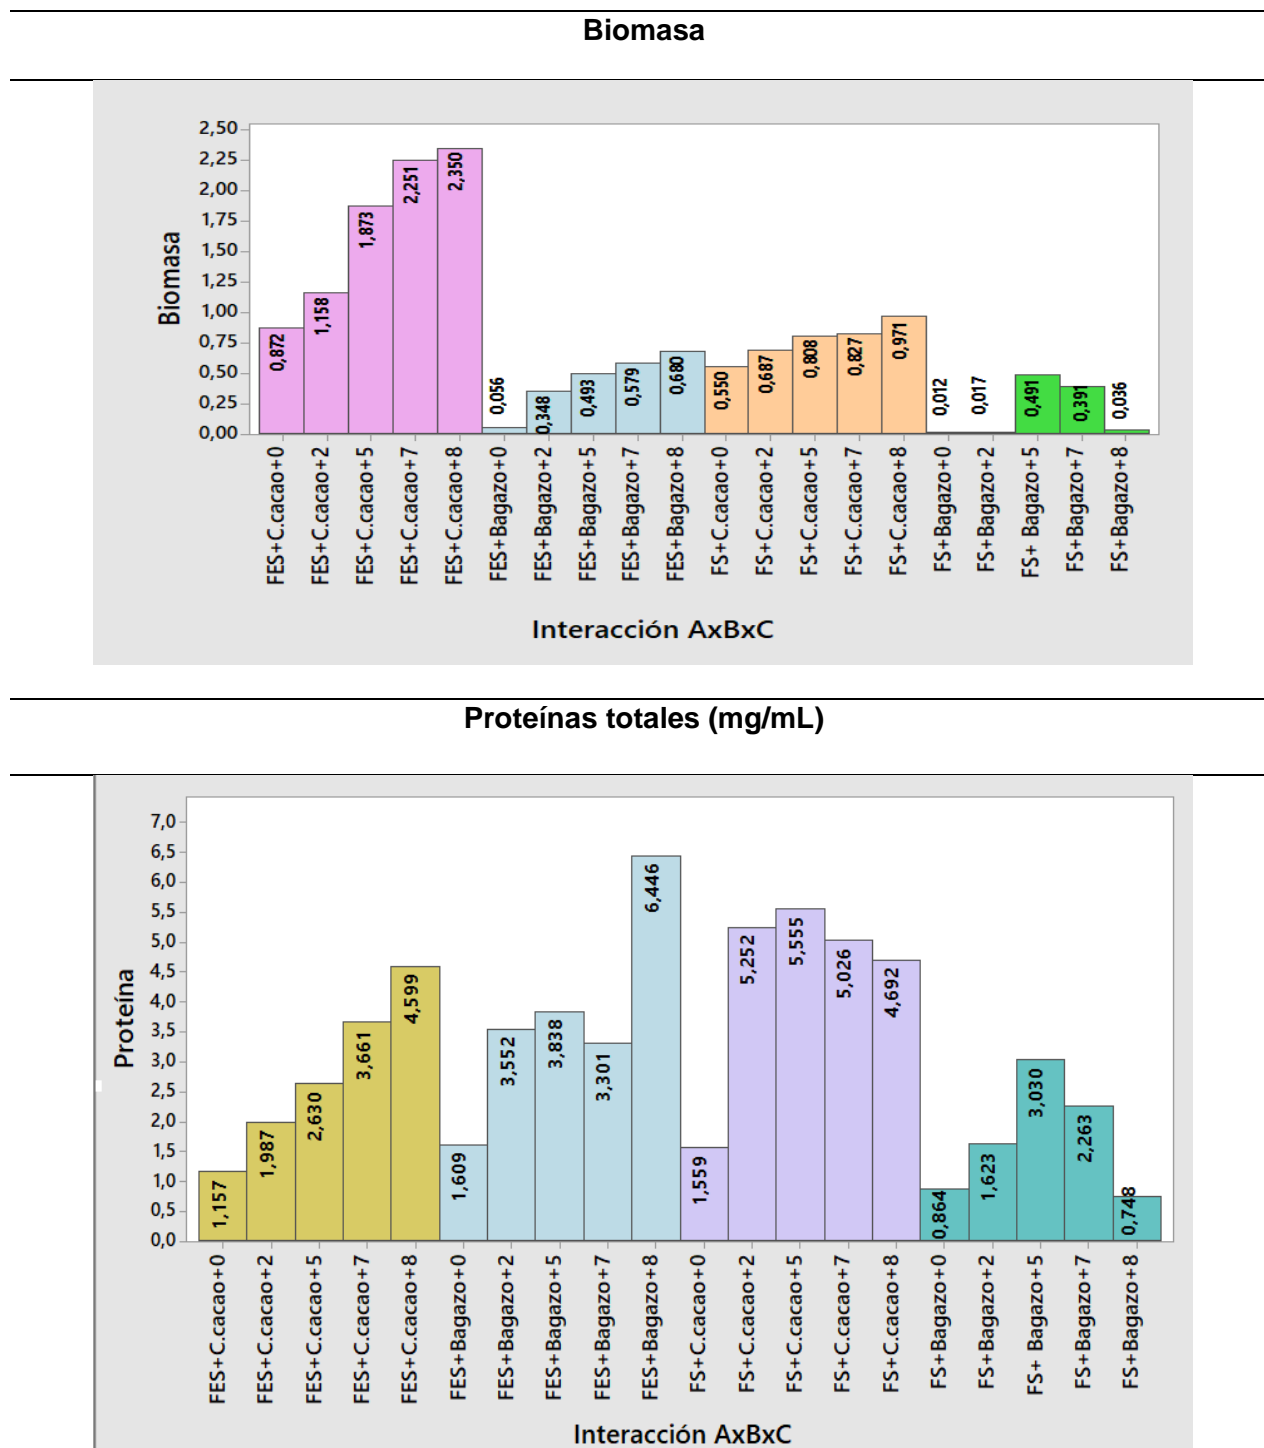 Biomasa
2,50
2,25
2,00
1,75
1,50
1,25
1,00
0,75
0,50
0,25
0,00
Biomasa
0,872
1,158
1,873
2,251
2,350
0,056
0,348
0,493
0,579
0,680
0,550
0,687
0,808
0,827
0,971
0,012
0,017
0,491
0,391
0,036
FES+C.cacao+0
FES+C.cacao+2
FES+C.cacao+5
FES+C.cacao+7
FES+C.cacao+8
FES+Bagazo+0
FES+Bagazo+2
FES+Bagazo+5
FES+Bagazo+7
FES+Bagazo+8
FS+C.cacao+0
FS+C.cacao+2
FS+C.cacao+5
FS+C.cacao+7
FS+C.cacao+8
FS+Bagazo+0
FS+Bagazo+2
FS+ Bagazo+5
FS+Bagazo+7
FS+Bagazo+8
Interacción AxBxC
Proteínas totales (mg/mL)
7,0
6,5
6,0
5,5
5,0
4,5
4,0
3,5
3,0
2,5
2,0
1,5
1,0
0,5
0,0
Proteína
1,157
1,987
2,630
3,661
4,599
1,609
3,552
3,838
3,301
6,446
1,559
5,252
5,555
5,026
4,692
0,864
1,623
3,030
2,263
0,748
FES+C.cacao+0
FES+C.cacao+2
FES+C.cacao+5
FES+C.cacao+7
FES+C.cacao+8
FES+Bagazo+0
FES+Bagazo+2
FES+Bagazo+5
FES+Bagazo+7
FES+Bagazo+8
FS+C.cacao+0
FS+C.cacao+2
FS+C.cacao+5
FS+C.cacao+7
FS+C.cacao+8
FS+Bagazo+0
FS+Bagazo+2
FS+ Bagazo+5
FS+Bagazo+7
FS+Bagazo+8
Interacción AxBxC